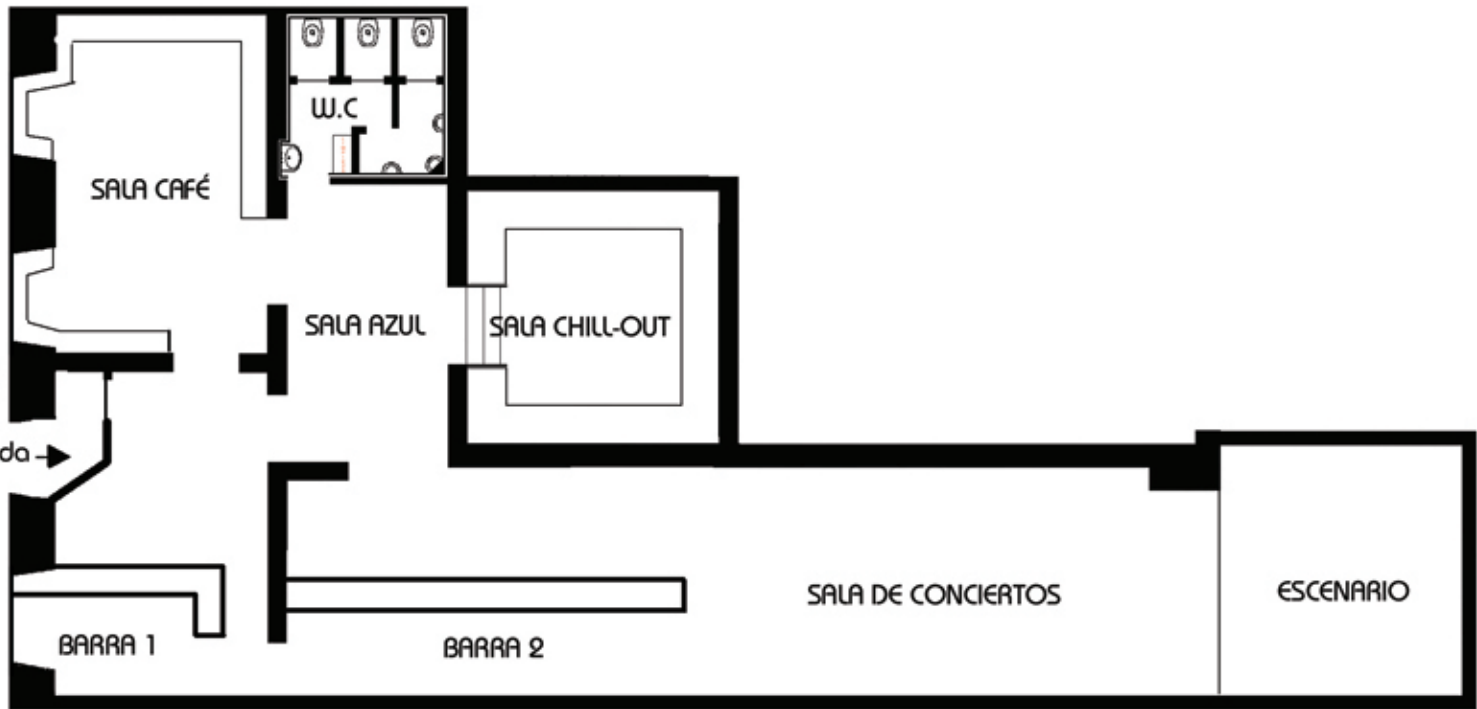 W.C
SALA CAFÉ
SALA AZUL
SALA CHILL-OUT
da
SALA DE CONCIERTOS
ESCENARIO
BARRA 1
BARRA 2